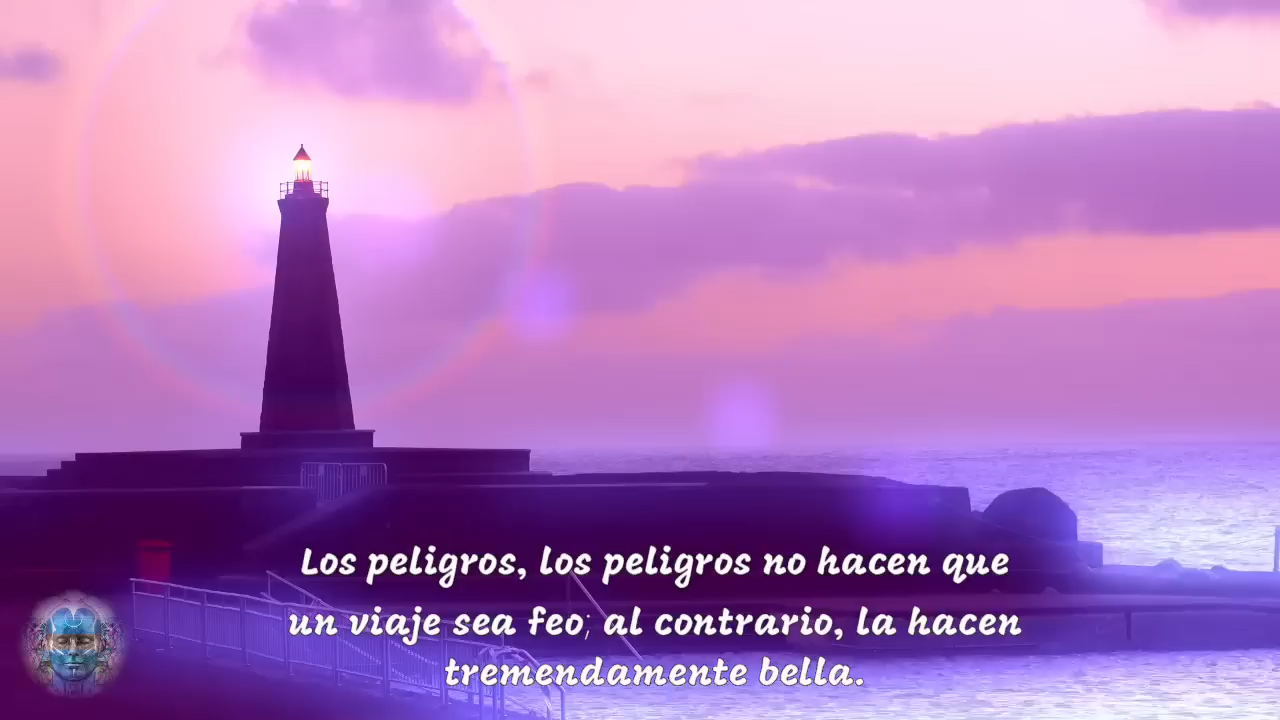 Los peligros, los peligros no hacen que
un viaje sea feo; al contrario, la hacen
tremendamente bella.